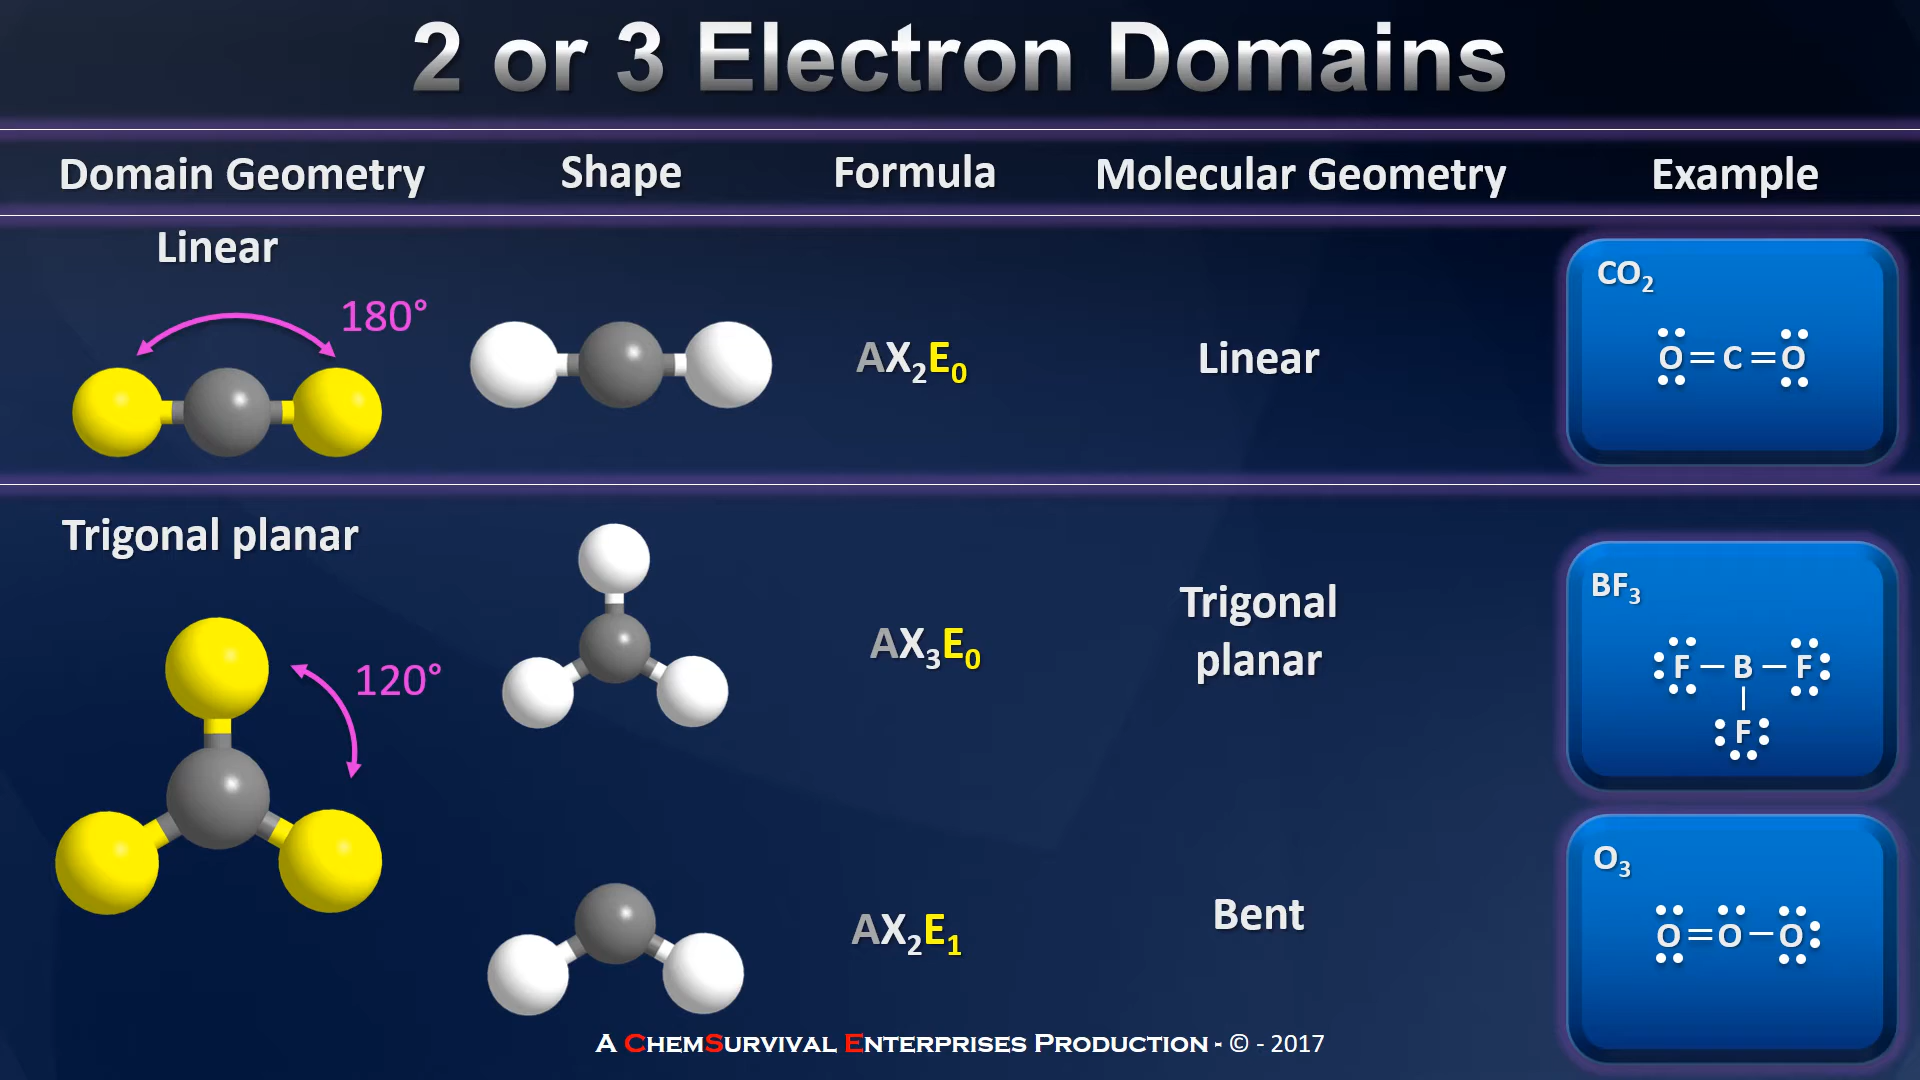 2 or 3 Electron Domains
Domain Geometry Shape Formula Molecular Geometry Example
Linear
180°
AX₂E₀
Linear
CO₂
O=C=O
Trigonal planar
120°
AX₃E₀
Trigonal
planar
BF₃
F—B—F
F
AX₂E₁
Bent
O₃
O=O—O
A ChemSurvival Enterprises Production - © - 2017